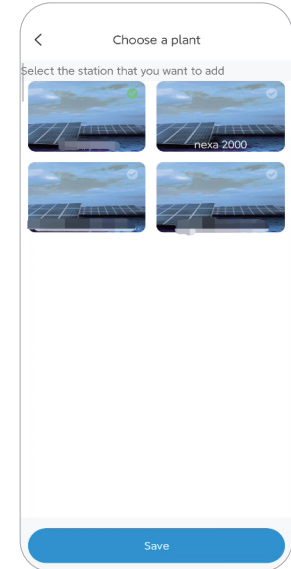 Choose a plant
Select the station that you want to add
nexa 2000
Save